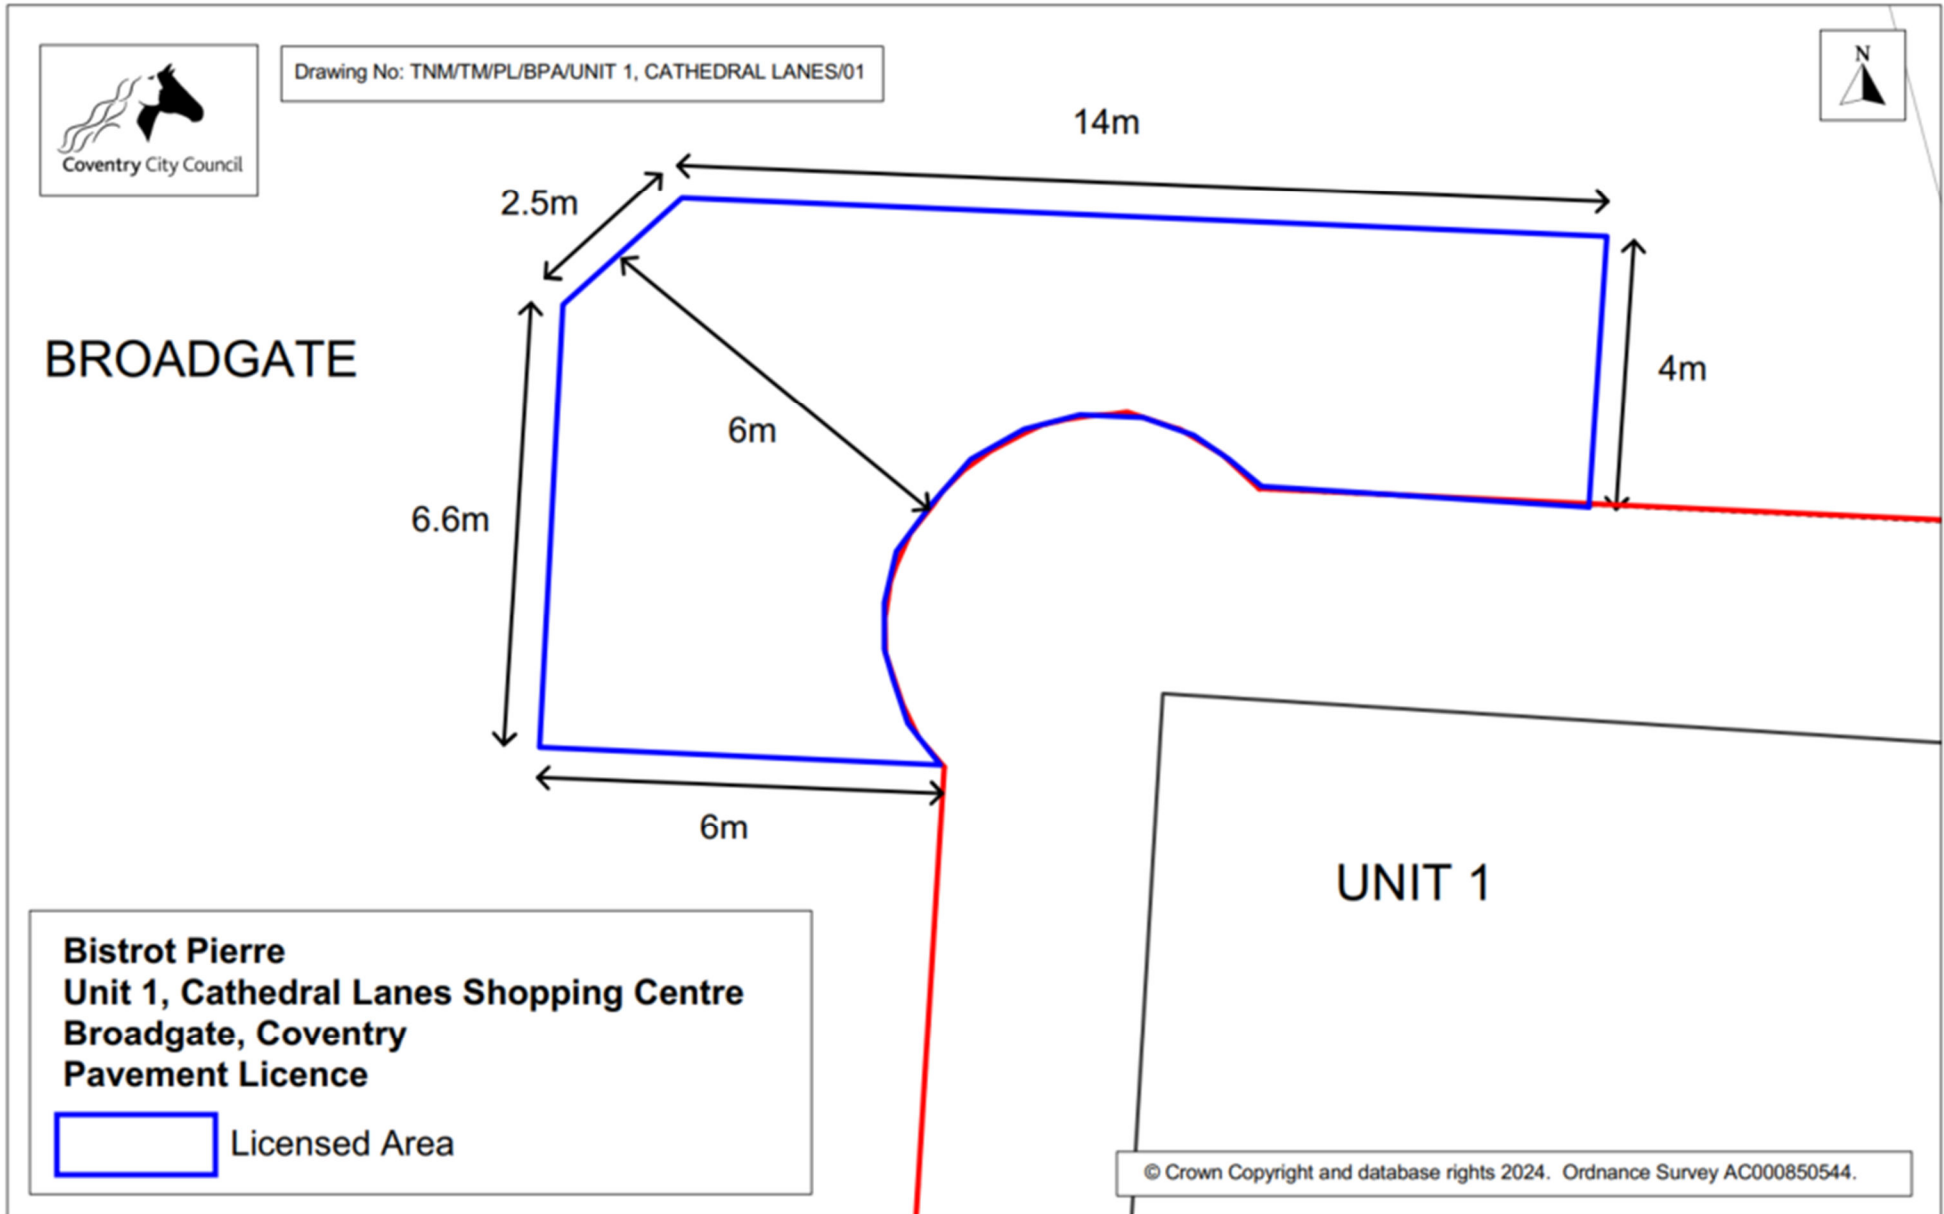 Coventry City Council
Drawing No: TNM/TM/PL/BPA/UNIT 1, CATHEDRAL LANES/01
N
14m
2.5m
BROADGATE
4m
6m
6.6m
6m
UNIT 1
Bistrot Pierre
Unit 1, Cathedral Lanes Shopping Centre
Broadgate, Coventry
Pavement Licence
Licensed Area
© Crown Copyright and database rights 2024. Ordnance Survey AC000850544.